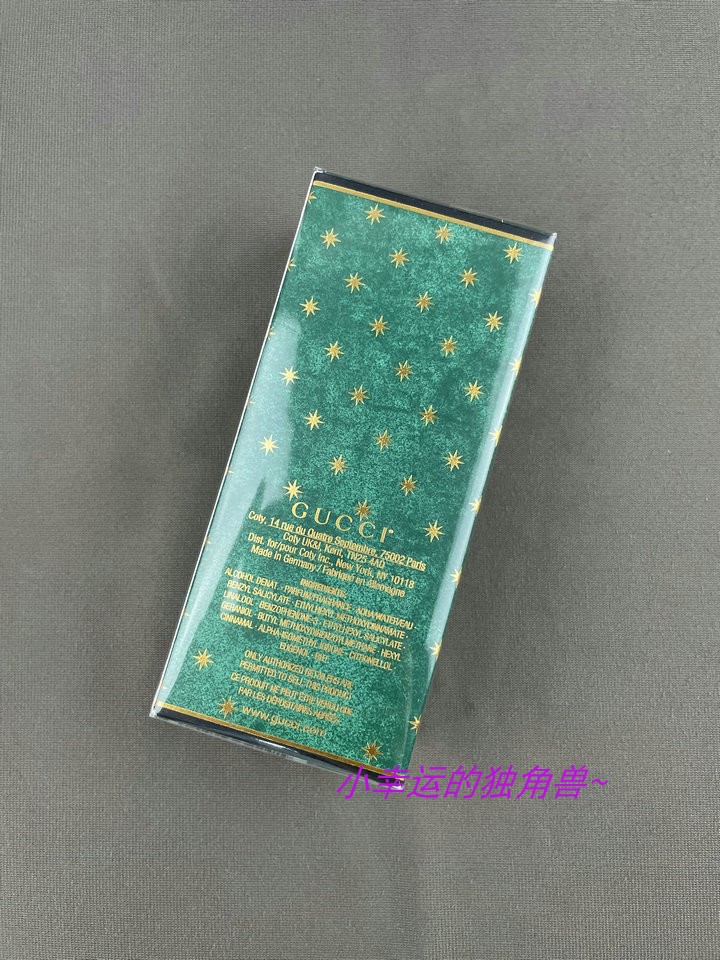 GUCCI
Coty, 14 rue du Quatre Septembre, 75002 Paris
Coty UK&I, Kent, TN25 4AD
Dist. for/pour Coty Inc., New York, NY 10118
Made in Germany / Fabriqué en Allemagne
INGREDIENTS:
ALCOHOL DENAT. · PARFUM/FRAGRANCE · AQUA/WATER/EAU ·
BENZYL SALICYLATE · ETHYLHEXYL METHOXYCINNAMATE ·
LINALOOL · BENZOPHENONE-3 · ETHYLHEXYL SALICYLATE ·
GERANIOL · BUTYL METHOXYDIBENZOYLMETHANE · HEXYL
CINNAMAL · ALPHA-ISOMETHYL IONONE · CITRONELLOL ·
EUGENOL · BHT
ONLY AUTHORIZED RETAILERS ARE
PERMITTED TO SELL THIS PRODUCT
CE PRODUIT NE PEUT ÊTRE VENDU QUE
PAR LES DÉPOSITAIRES AGRÉÉS
www.gucci.com
小幸运的独角兽~